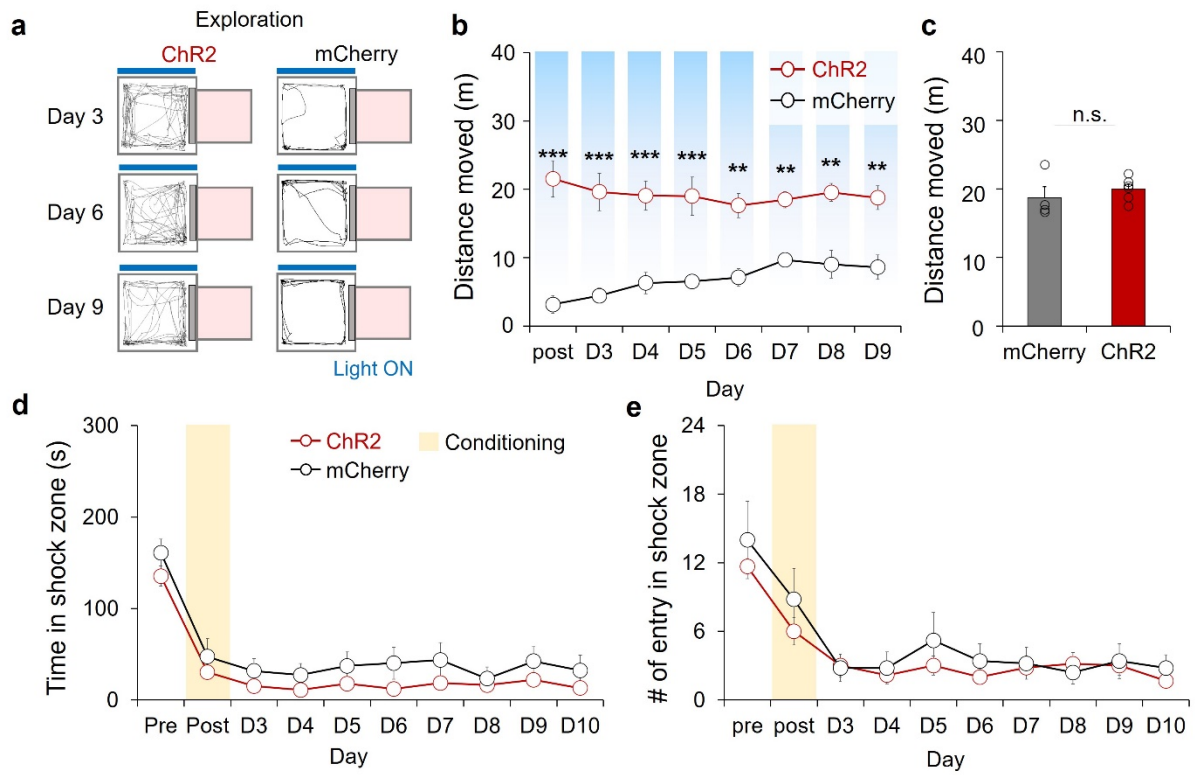 a
Exploration
ChR2
mCherry
Day 3
Day 6
Day 9
Light ON
b
Distance moved (m)
40
30
20
10
0
ChR2
mCherry
*** *** *** *** ** ** ** **
post D3 D4 D5 D6 D7 D8 D9
Day
c
Distance moved (m)
40
30
20
10
0
n.s.
mCherry ChR2
d
Time in shock zone (s)
300
200
100
0
ChR2
mCherry
Conditioning
Pre Post D3 D4 D5 D6 D7 D8 D9 D10
Day
e
# of entry in shock zone
24
18
12
6
0
pre post D3 D4 D5 D6 D7 D8 D9 D10
Day